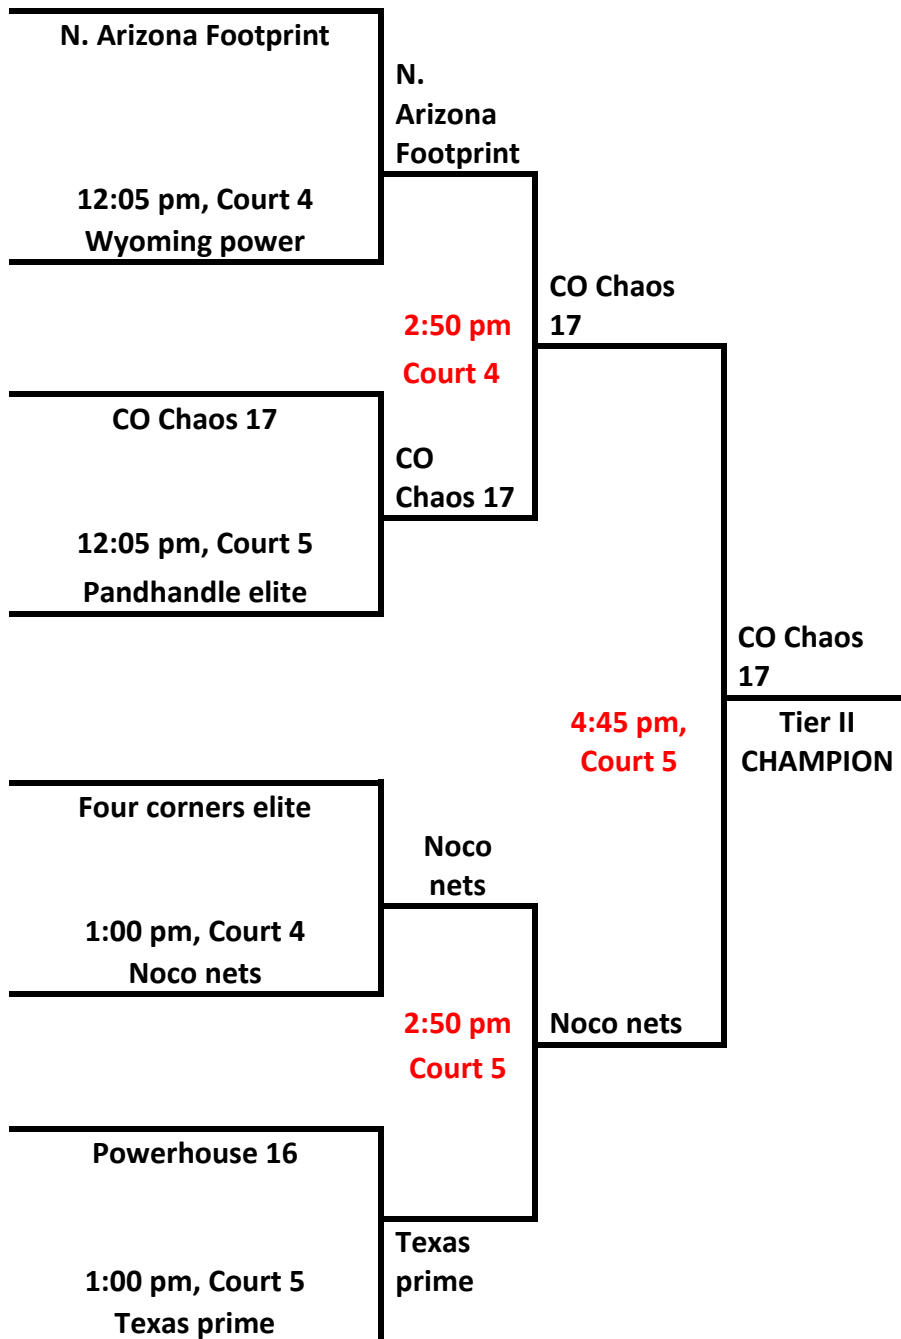 N. Arizona Footprint
N.
Arizona
Footprint
12:05 pm, Court 4
Wyoming power
CO Chaos
17
2:50 pm
Court 4
CO Chaos 17
CO
Chaos 17
12:05 pm, Court 5
Pandhandle elite
CO Chaos
17
4:45 pm,
Court 5
Tier II
CHAMPION
Four corners elite
Noco
nets
1:00 pm, Court 4
Noco nets
2:50 pm
Court 5
Noco nets
Powerhouse 16
Texas
prime
1:00 pm, Court 5
Texas prime